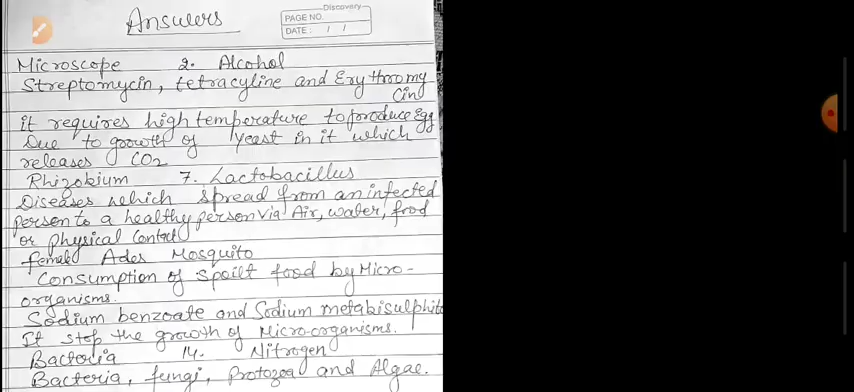 Answers
Discovery
PAGE NO.
DATE: / /
Microscope 2. Alcohol
Streptomycin, tetracyline and Erythromy
Cin
it requires high temperature to produce Egg
Due to growth of Yeast in it which
releases CO2
Rhizobium 7. Lactobacillus
Diseases which spread from an infected
person to a healthy person via Air, water, food
or physical Contact
female Ades Mosquito
Consumption of spoilt food by Micro-
organisms.
Sodium benzoate and Sodium metabisulphite
It stop the growth of Micro-organisms.
Bacteria 14. Nitrogen
Bacteria, fungi, Protozoa and Algae.